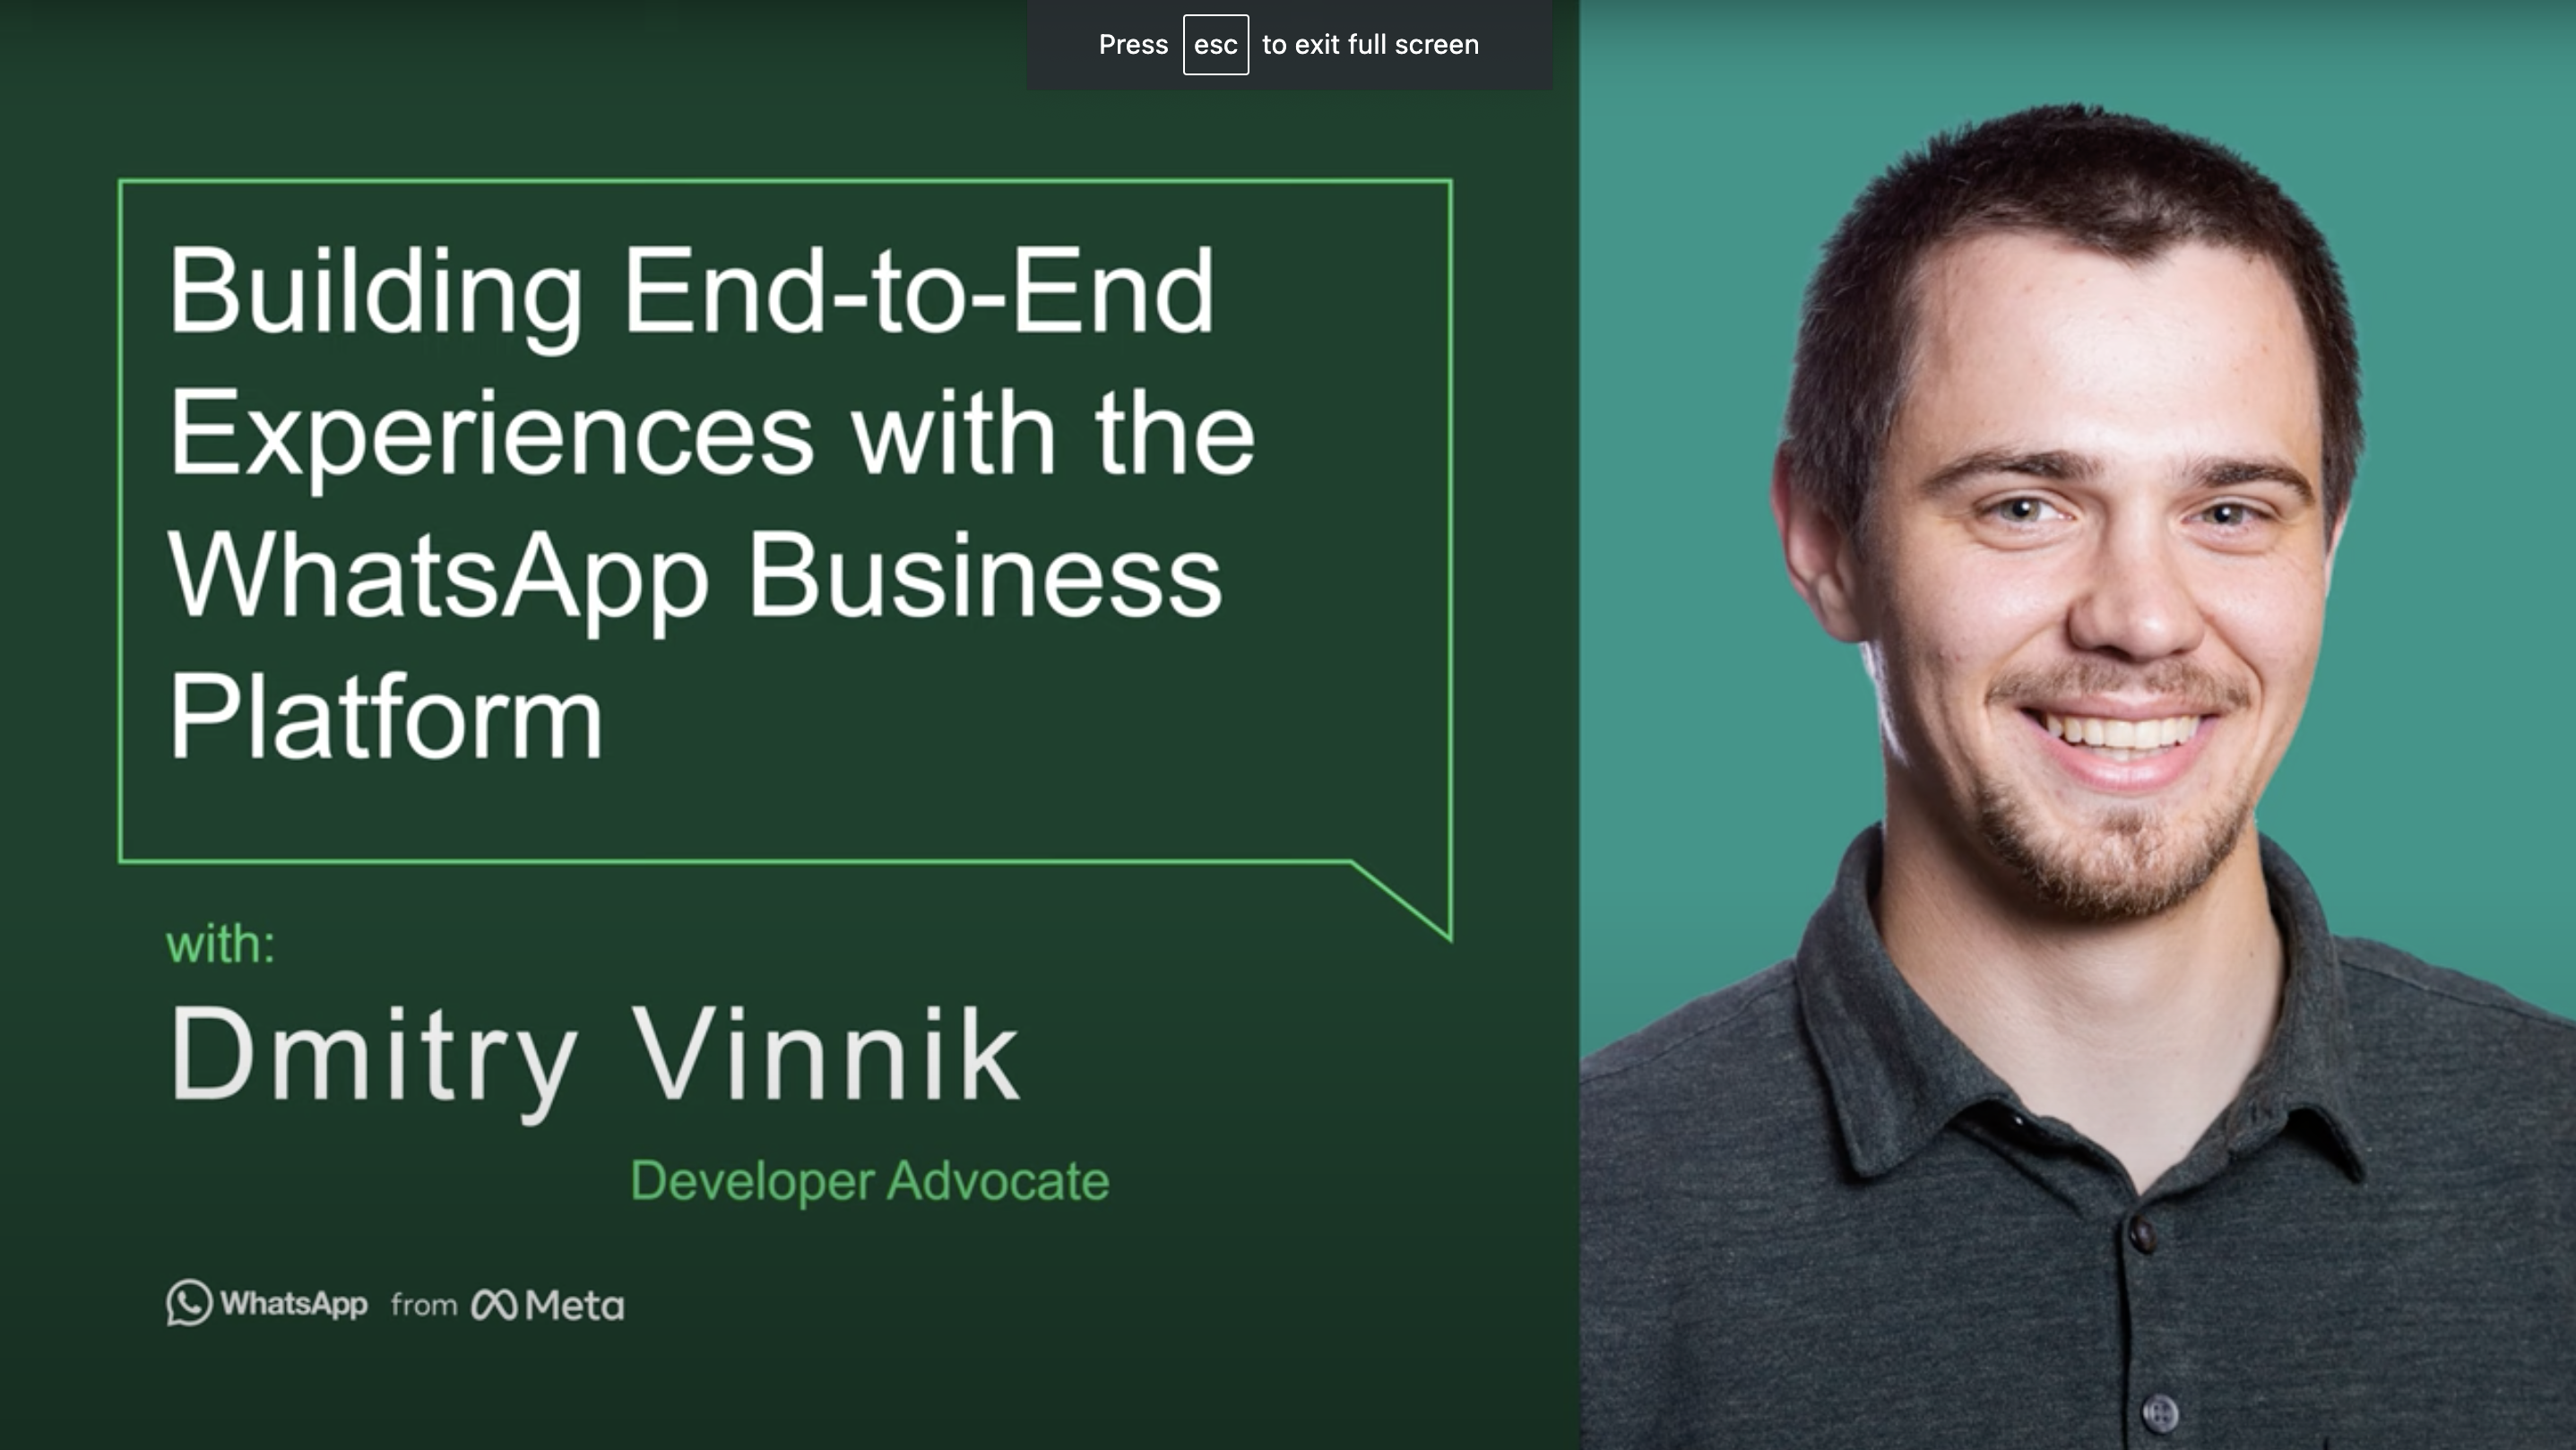 Press esc to exit full screen
Building End-to-End
Experiences with the
WhatsApp Business
Platform
with:
Dmitry Vinnik
Developer Advocate
WhatsApp from Meta